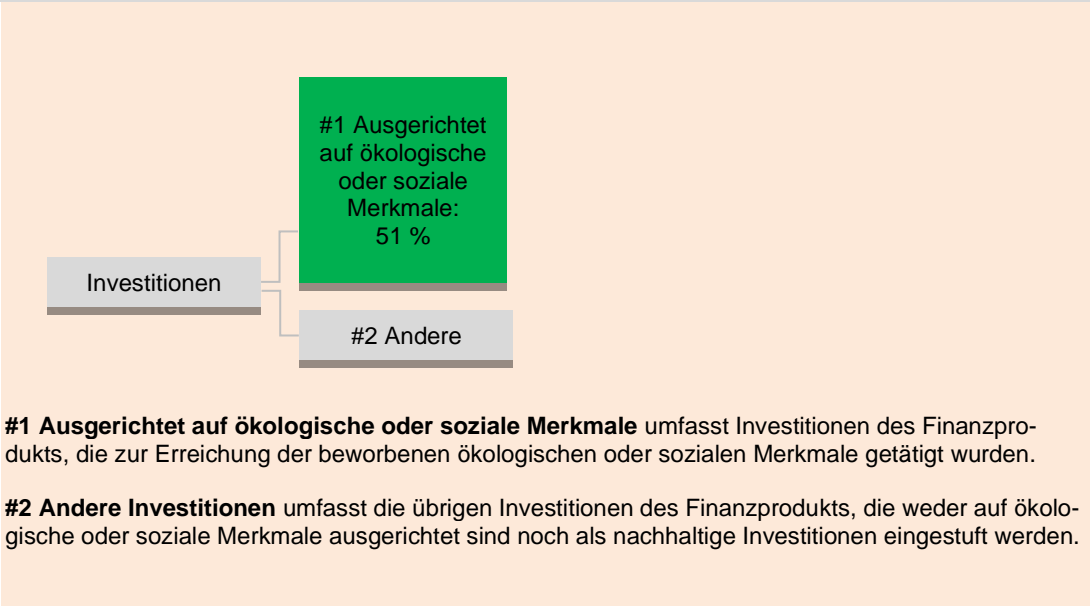 #1 Ausgerichtet
auf ökologische
oder soziale
Merkmale:
51 %
Investitionen
#2 Andere
#1 Ausgerichtet auf ökologische oder soziale Merkmale umfasst Investitionen des Finanzpro-
dukts, die zur Erreichung der beworbenen ökologischen oder sozialen Merkmale getätigt wurden.
#2 Andere Investitionen umfasst die übrigen Investitionen des Finanzprodukts, die weder auf ökolo-
gische oder soziale Merkmale ausgerichtet sind noch als nachhaltige Investitionen eingestuft werden.